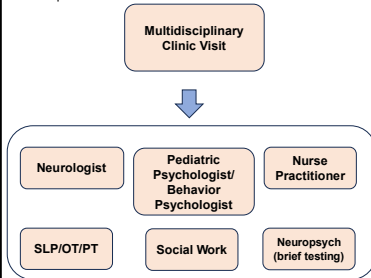 Multidisciplinary
Clinic Visit
Neurologist
Pediatric
Psychologist/
Behavior
Psychologist
Nurse
Practitioner
SLP/OT/PT
Social Work
Neuropsych
(brief testing)